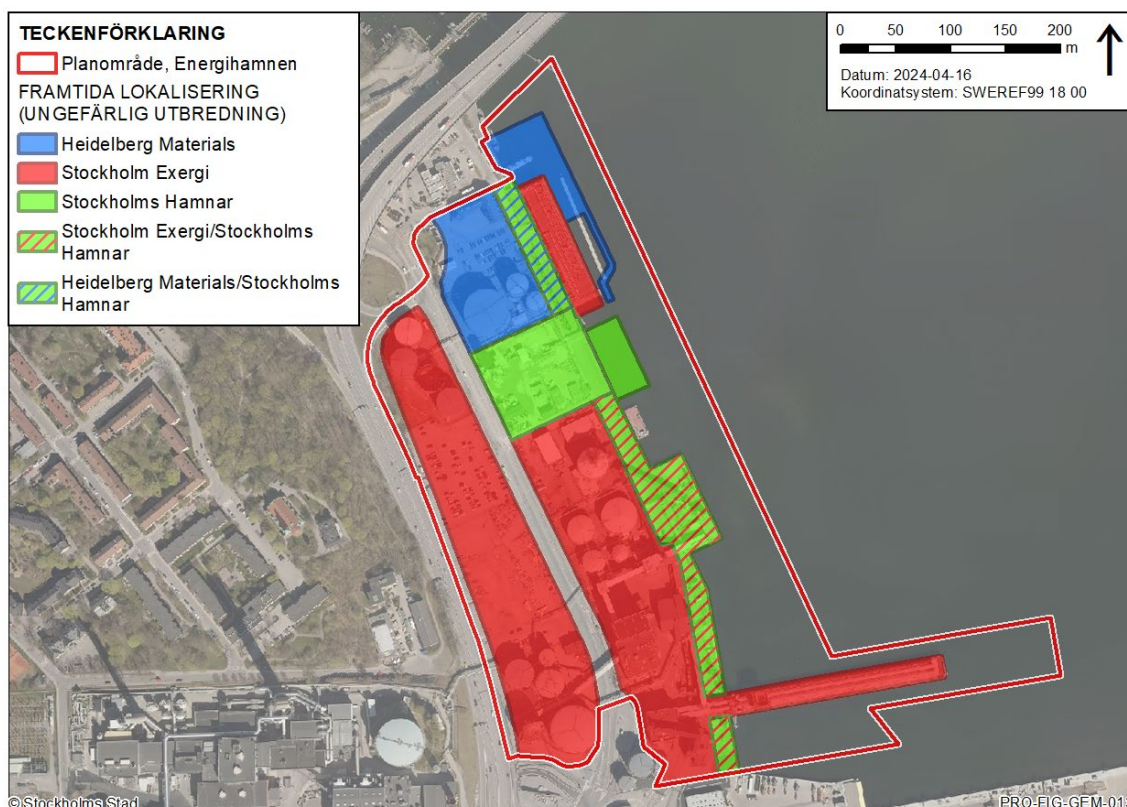 TECKENFÖRKLARING
Planområde, Energihamnen
FRAMTIDA LOKALISERING
(UNGEFÄRLIG UTBREDNING)
Heidelberg Materials
Stockholm Exergi
Stockholms Hamnar
Stockholm Exergi/Stockholms
Hamnar
Heidelberg Materials/Stockholms
Hamnar
0 50 100 150 200
m
Datum: 2024-04-16
Koordinatsystem: SWEREF99 18 00
©Stockholms Stad